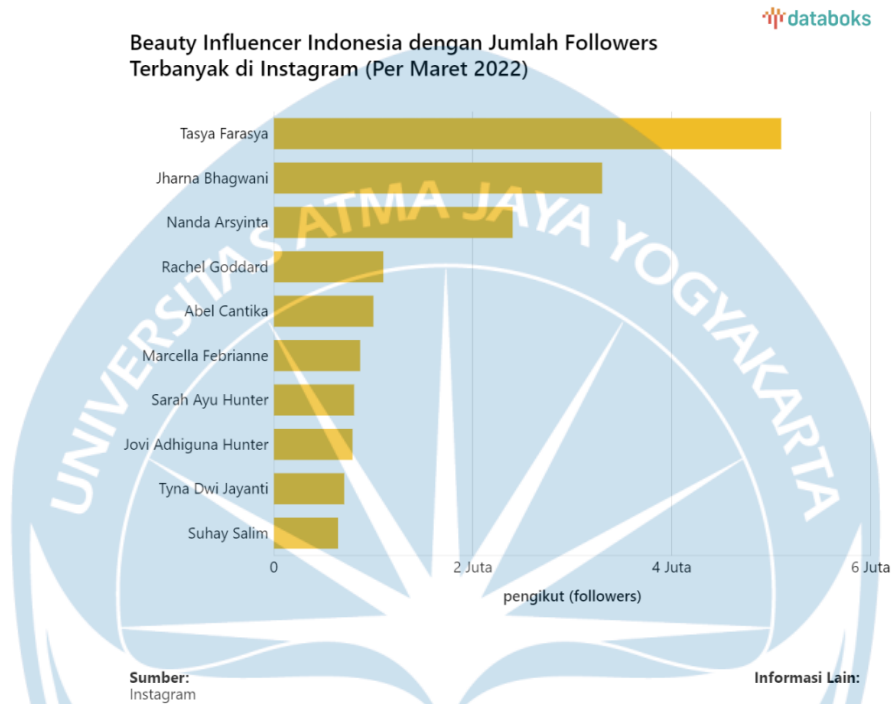 databoks
Beauty Influencer Indonesia dengan Jumlah Followers
Terbanyak di Instagram (Per Maret 2022)
UNIVERSITAS ATMA JAYA YOGYAKARTA
Tasya Farasya
Jharna Bhagwani
Nanda Arsyinta
Rachel Goddard
Abel Cantika
Marcella Febrianne
Sarah Ayu Hunter
Jovi Adhiguna Hunter
Tyna Dwi Jayanti
Suhay Salim
0 2 Juta 4 Juta 6 Juta
pengikut (followers)
Sumber: Informasi Lain:
Instagram